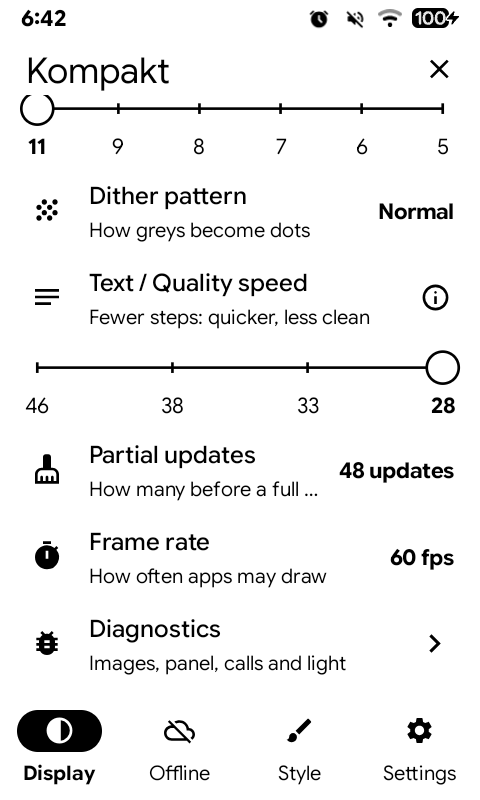 6:42
100
Kompakt
11 9 8 7 6 5
Dither pattern
How greys become dots
Normal
Text / Quality speed
Fewer steps: quicker, less clean
46 38 33 28
Partial updates
How many before a full ...
48 updates
Frame rate
How often apps may draw
60 fps
Diagnostics
Images, panel, calls and light
Display Offline Style Settings